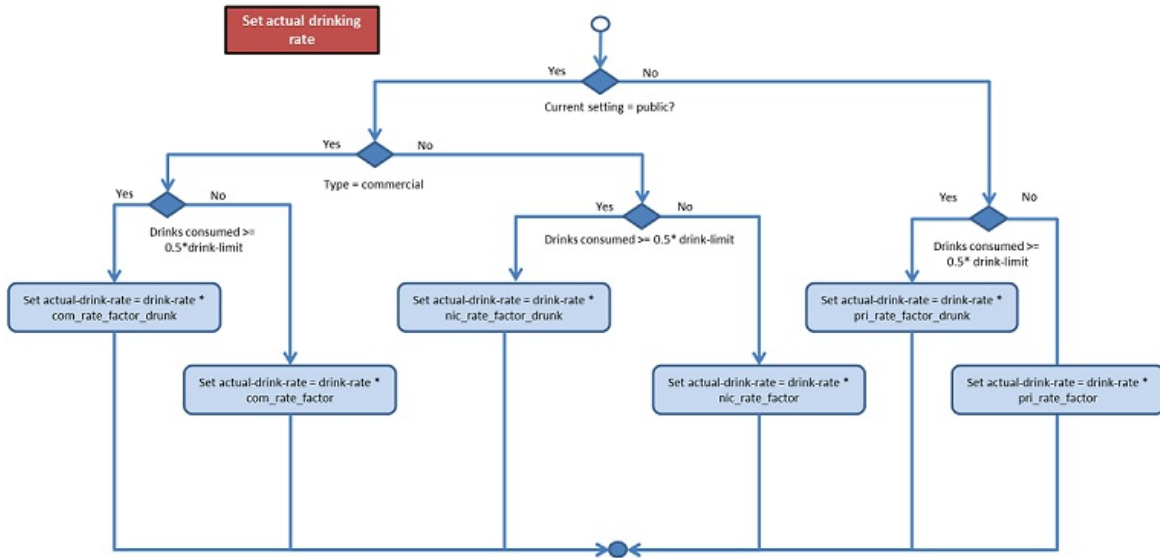 Set actual drinking
rate
Yes
No
Current setting = public?
Yes
No
Type = commercial
Yes
No
Drinks consumed >=
0.5*drink-limit
Yes
No
Drinks consumed >= 0.5* drink-limit
Yes
No
Drinks consumed >=
0.5* drink-limit
Set actual-drink-rate = drink-rate *
com_rate_factor_drunk
Set actual-drink-rate = drink-rate *
nic_rate_factor_drunk
Set actual-drink-rate = drink-rate *
pri_rate_factor_drunk
Set actual-drink-rate = drink-rate *
com_rate_factor
Set actual-drink-rate = drink-rate *
nic_rate_factor
Set actual-drink-rate = drink-rate *
pri_rate_factor